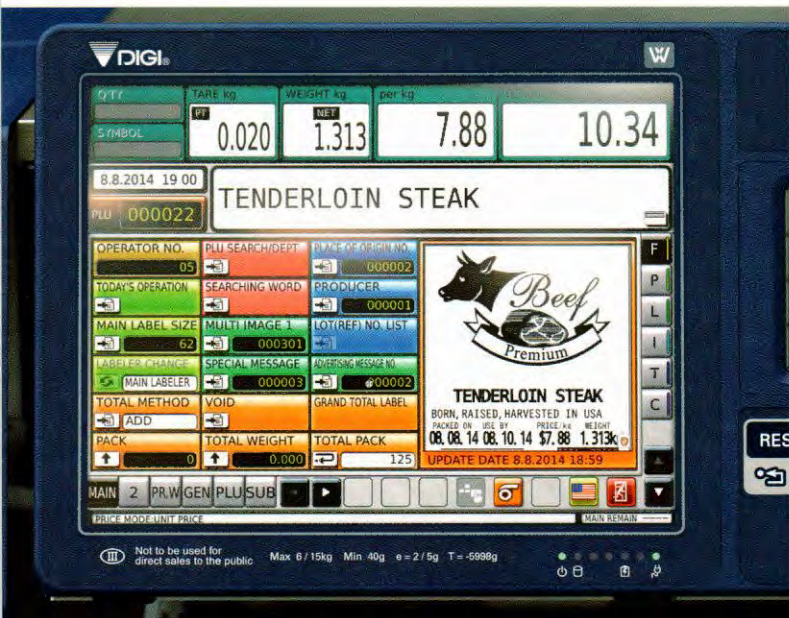 DIGI®
W
QTY
TARE kg
WEIGHT kg
per kg
PT
0.020
NET
1.313
7.88
10.34
SYMBOL
8.8.2014 19 00
TENDERLOIN STEAK
PLU 000022
OPERATOR NO.
05
PLU SEARCH/DEPT
PLACE OF ORIGIN NO.
000002
TODAY'S OPERATION
SEARCHING WORD
PRODUCER
000001
MAIN LABEL SIZE
62
MULTI IMAGE 1
000301
LOT(REF) NO. LIST
LABELER CHANGE
MAIN LABELER
SPECIAL MESSAGE
000003
ADVERTISING MESSAGE NO.
000002
TOTAL METHOD
ADD
VOID
GRAND TOTAL LABEL
PACK
0
TOTAL WEIGHT
0.000
TOTAL PACK
125
Beef
Premium
TENDERLOIN STEAK
BORN, RAISED, HARVESTED IN USA
PACKED ON USE BY PRICE/kg WEIGHT
08.08.14 08.10.14 $7.88 1.313k
UPDATE DATE 8.8.2014 18:59
F
P
L
I
T
C
MAIN 2 PR.W GEN PLU SUB
PRICE MODE:UNIT PRICE
MAIN REMAIN -----
III
Not to be used for
direct sales to the public
Max 6/15kg Min 40g e=2/5g T=-5998g
RES